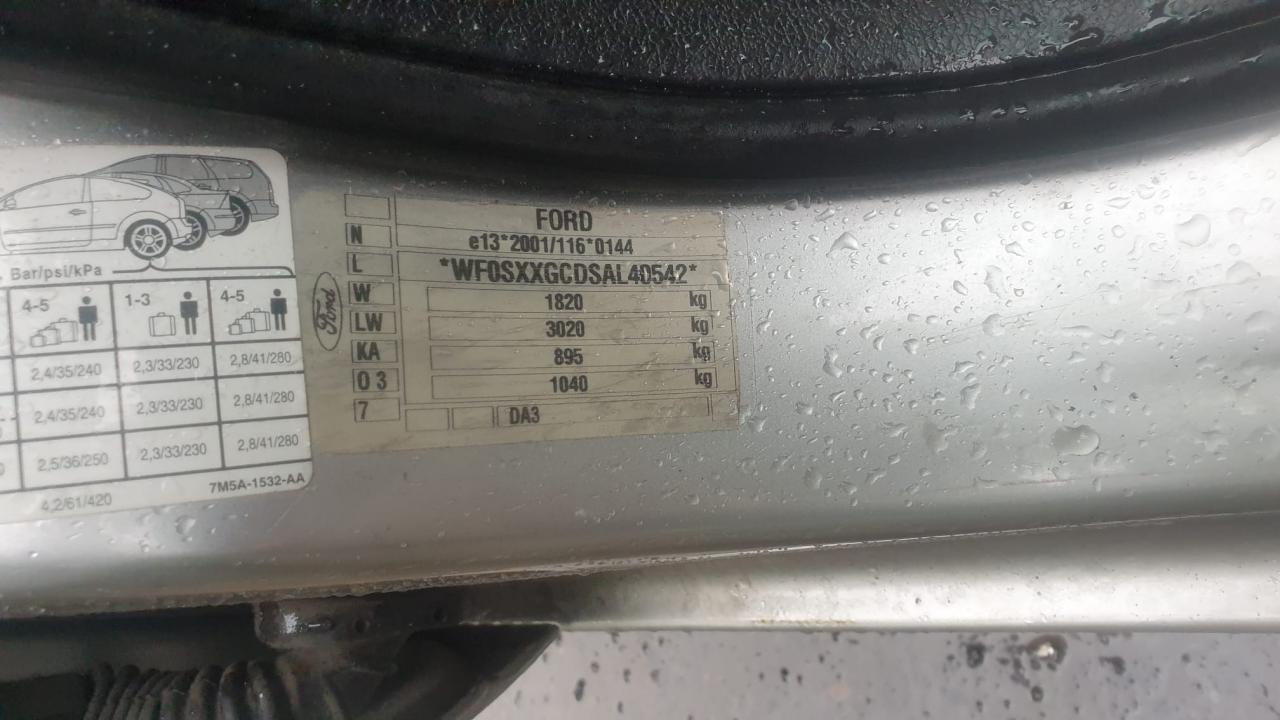 . Bar/psi/kPa
4-5 1-3 4-5
2,4/35/240 2,3/33/230 2,8/41/280
2,4/35/240 2,3/33/230 2,8/41/280
2,5/36/250 2,3/33/230 2,8/41/280
4,2/61/420
7M5A-1532-AA
Ford
FORD
N e13*2001/116*0144
L *WF0SXXGCDSAL40542*
W 1820 kg
LW 3020 kg
KA 895 kg
03 1040 kg
7 DA3